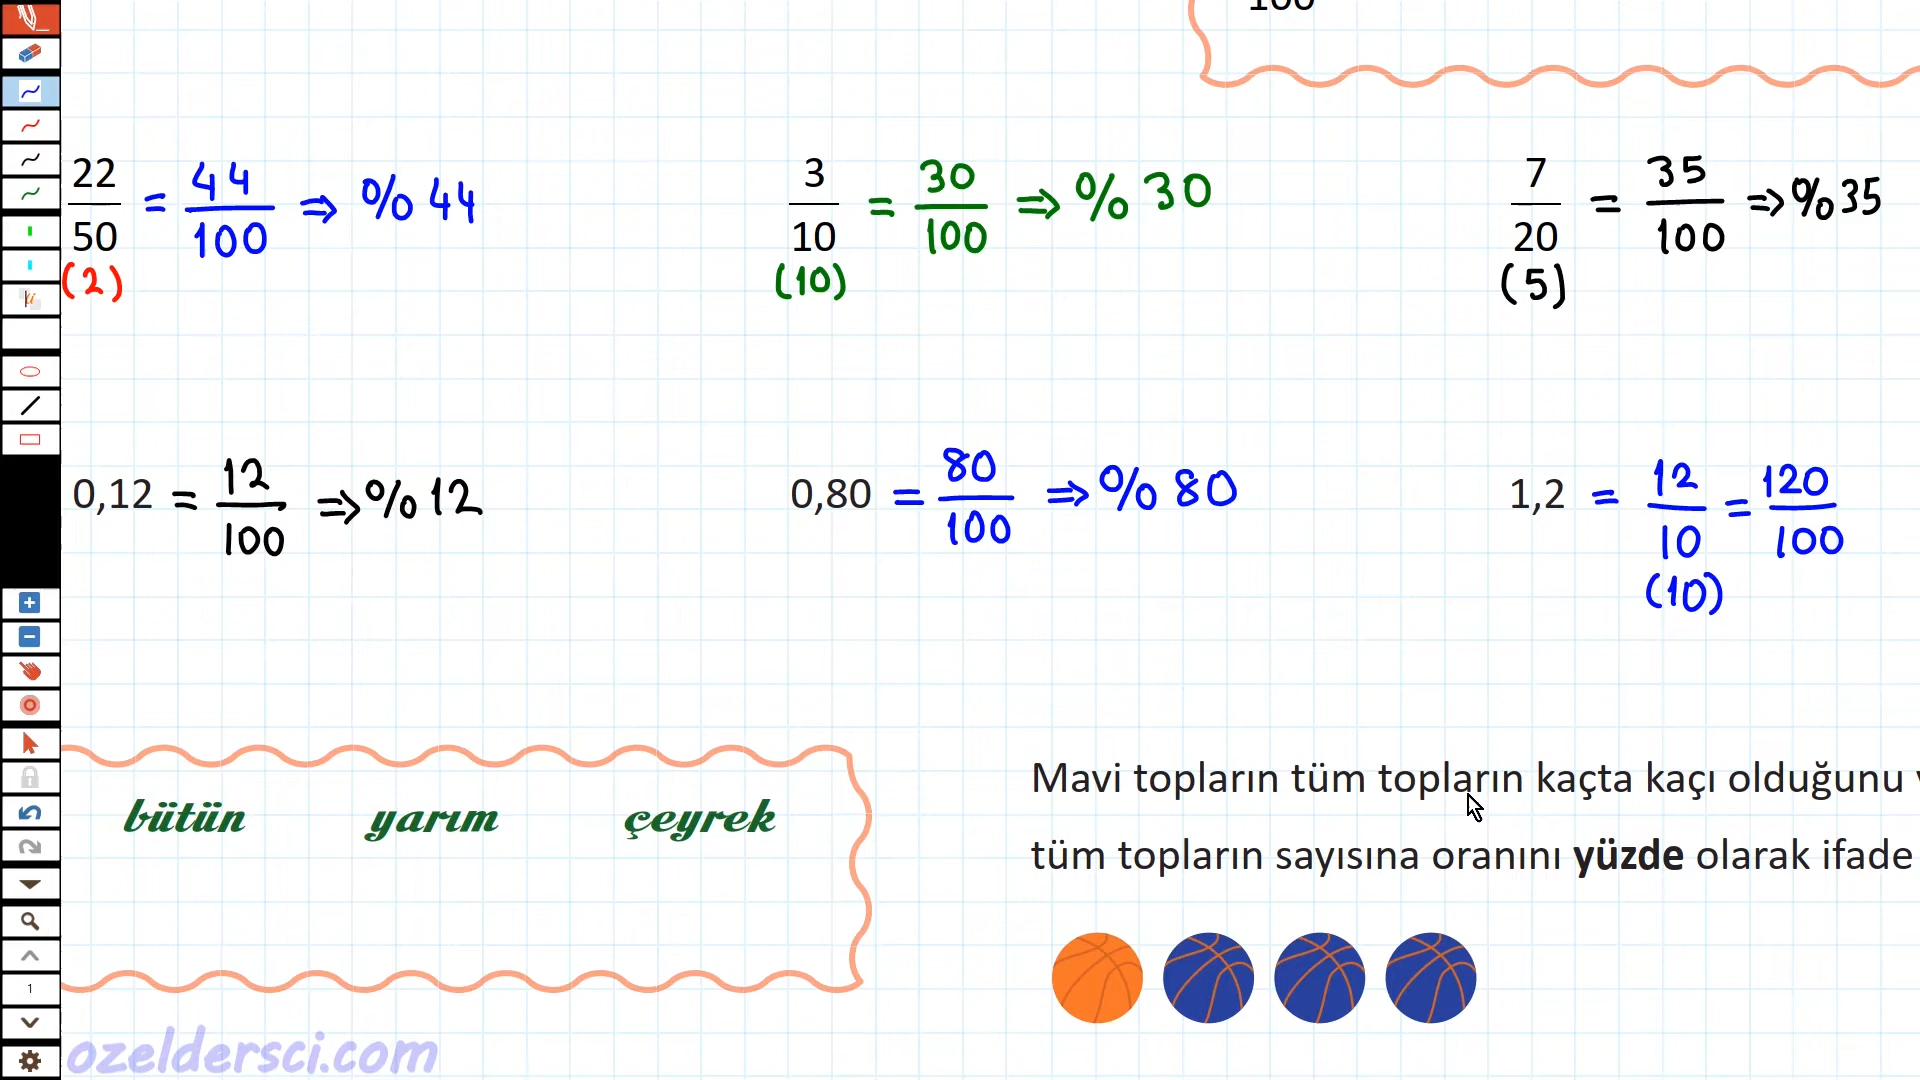 100
22/50 = 44/100 ⇒ %44
(2)
3/10 = 30/100 ⇒ %30
(10)
7/20 = 35/100 ⇒ %35
(5)
0,12 = 12/100 ⇒ %12
0,80 = 80/100 ⇒ %80
1,2 = 12/10 = 120/100
(10)
bütün yarım çeyrek
Mavi topların tüm topların kaçta kaçı olduğunu
tüm topların sayısına oranını yüzde olarak ifade
1
ozeldersci.com